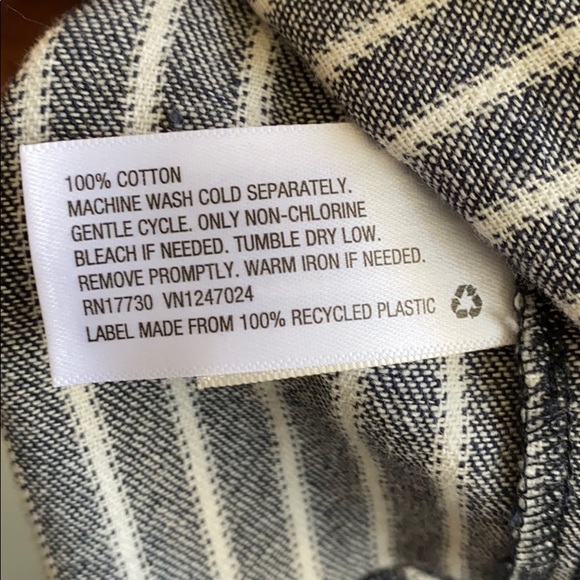 100% COTTON
MACHINE WASH COLD SEPARATELY.
GENTLE CYCLE. ONLY NON-CHLORINE
BLEACH IF NEEDED. TUMBLE DRY LOW.
REMOVE PROMPTLY. WARM IRON IF NEEDED.
RN17730 VN1247024
LABEL MADE FROM 100% RECYCLED PLASTIC